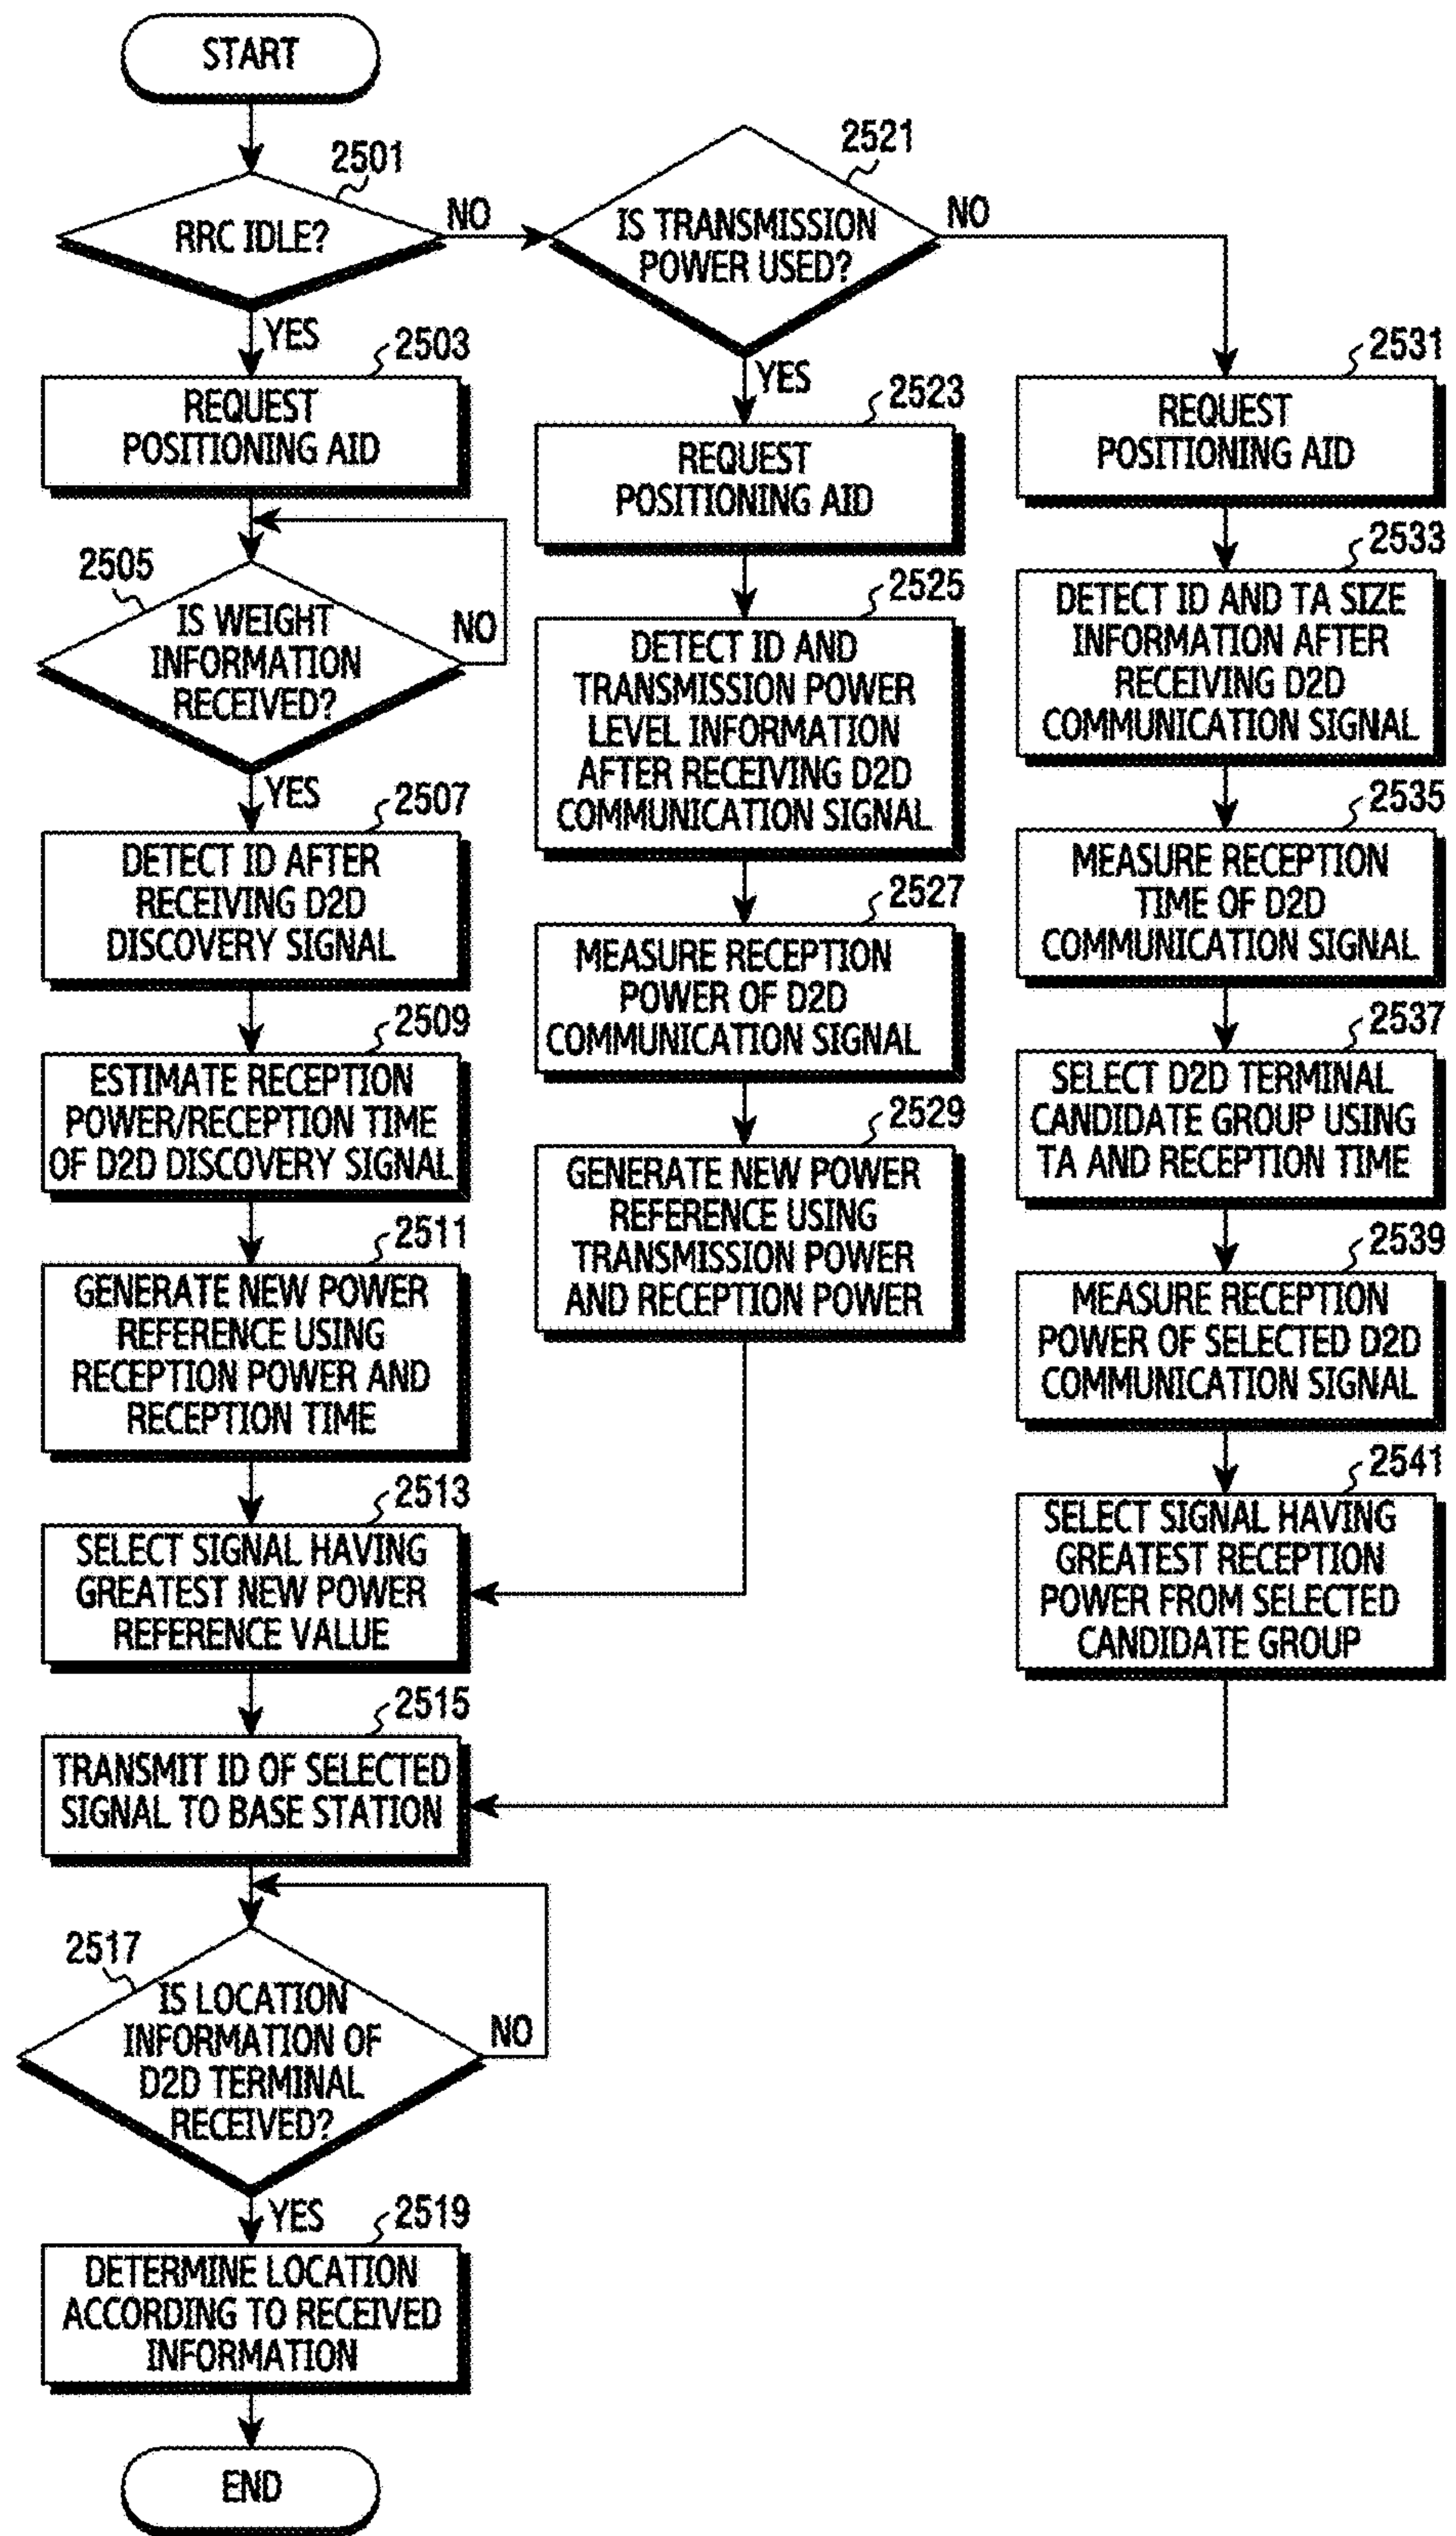 START
2501
RRC IDLE?
NO
YES
2503
REQUEST
POSITIONING AID
2505
IS WEIGHT
INFORMATION
RECEIVED?
NO
YES
2507
DETECT ID AFTER
RECEIVING D2D
DISCOVERY SIGNAL
2509
ESTIMATE RECEPTION
POWER/RECEPTION TIME
OF D2D DISCOVERY SIGNAL
2511
GENERATE NEW POWER
REFERENCE USING
RECEPTION POWER AND
RECEPTION TIME
2513
SELECT SIGNAL HAVING
GREATEST NEW POWER
REFERENCE VALUE
2515
TRANSMIT ID OF SELECTED
SIGNAL TO BASE STATION
2517
IS LOCATION
INFORMATION OF
D2D TERMINAL
RECEIVED?
NO
YES
2519
DETERMINE LOCATION
ACCORDING TO RECEIVED
INFORMATION
END
2521
IS TRANSMISSION
POWER USED?
NO
YES
2523
REQUEST
POSITIONING AID
2525
DETECT ID AND
TRANSMISSION POWER
LEVEL INFORMATION
AFTER RECEIVING D2D
COMMUNICATION SIGNAL
2527
MEASURE RECEPTION
POWER OF D2D
COMMUNICATION SIGNAL
2529
GENERATE NEW POWER
REFERENCE USING
TRANSMISSION POWER
AND RECEPTION POWER
2531
REQUEST
POSITIONING AID
2533
DETECT ID AND TA SIZE
INFORMATION AFTER
RECEIVING D2D
COMMUNICATION SIGNAL
2535
MEASURE RECEPTION
TIME OF D2D
COMMUNICATION SIGNAL
2537
SELECT D2D TERMINAL
CANDIDATE GROUP USING
TA AND RECEPTION TIME
2539
MEASURE RECEPTION
POWER OF SELECTED D2D
COMMUNICATION SIGNAL
2541
SELECT SIGNAL HAVING
GREATEST RECEPTION
POWER FROM SELECTED
CANDIDATE GROUP